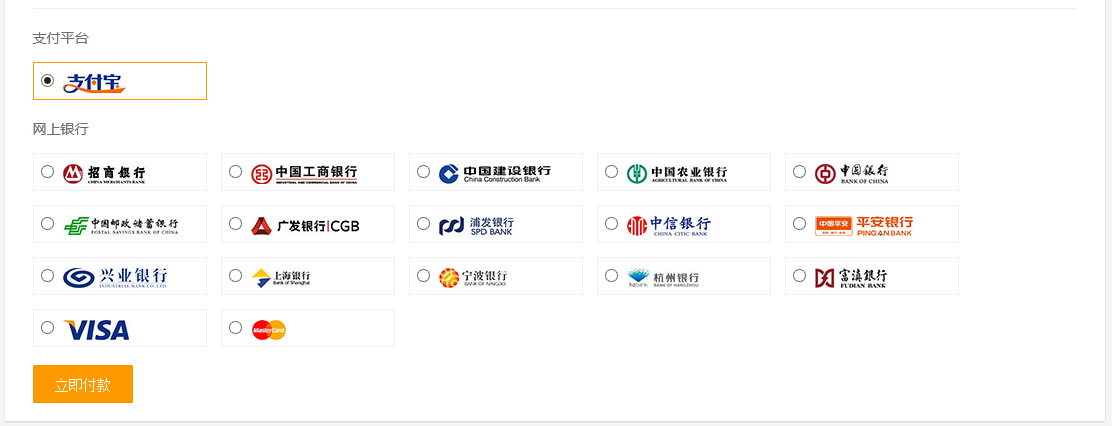 支付平台
支付宝
网上银行
招商银行
CHINA MERCHANTS BANK
中国工商银行
INDUSTRIAL AND COMMERCIAL BANK OF CHINA
中国建设银行
China Construction Bank
中国农业银行
AGRICULTURAL BANK OF CHINA
中国银行
BANK OF CHINA
中国邮政储蓄银行
POSTAL SAVINGS BANK OF CHINA
广发银行|CGB
浦发银行
SPD BANK
中信银行
CHINA CITIC BANK
中国平安
平安银行
PING AN BANK
兴业银行
INDUSTRIAL BANK CO.,LTD
上海银行
Bank of Shanghai
宁波银行
BANK OF NINGBO
杭州银行
BANK OF HANGZHOU
富滇银行
FUDIAN BANK
VISA
MasterCard
立即付款